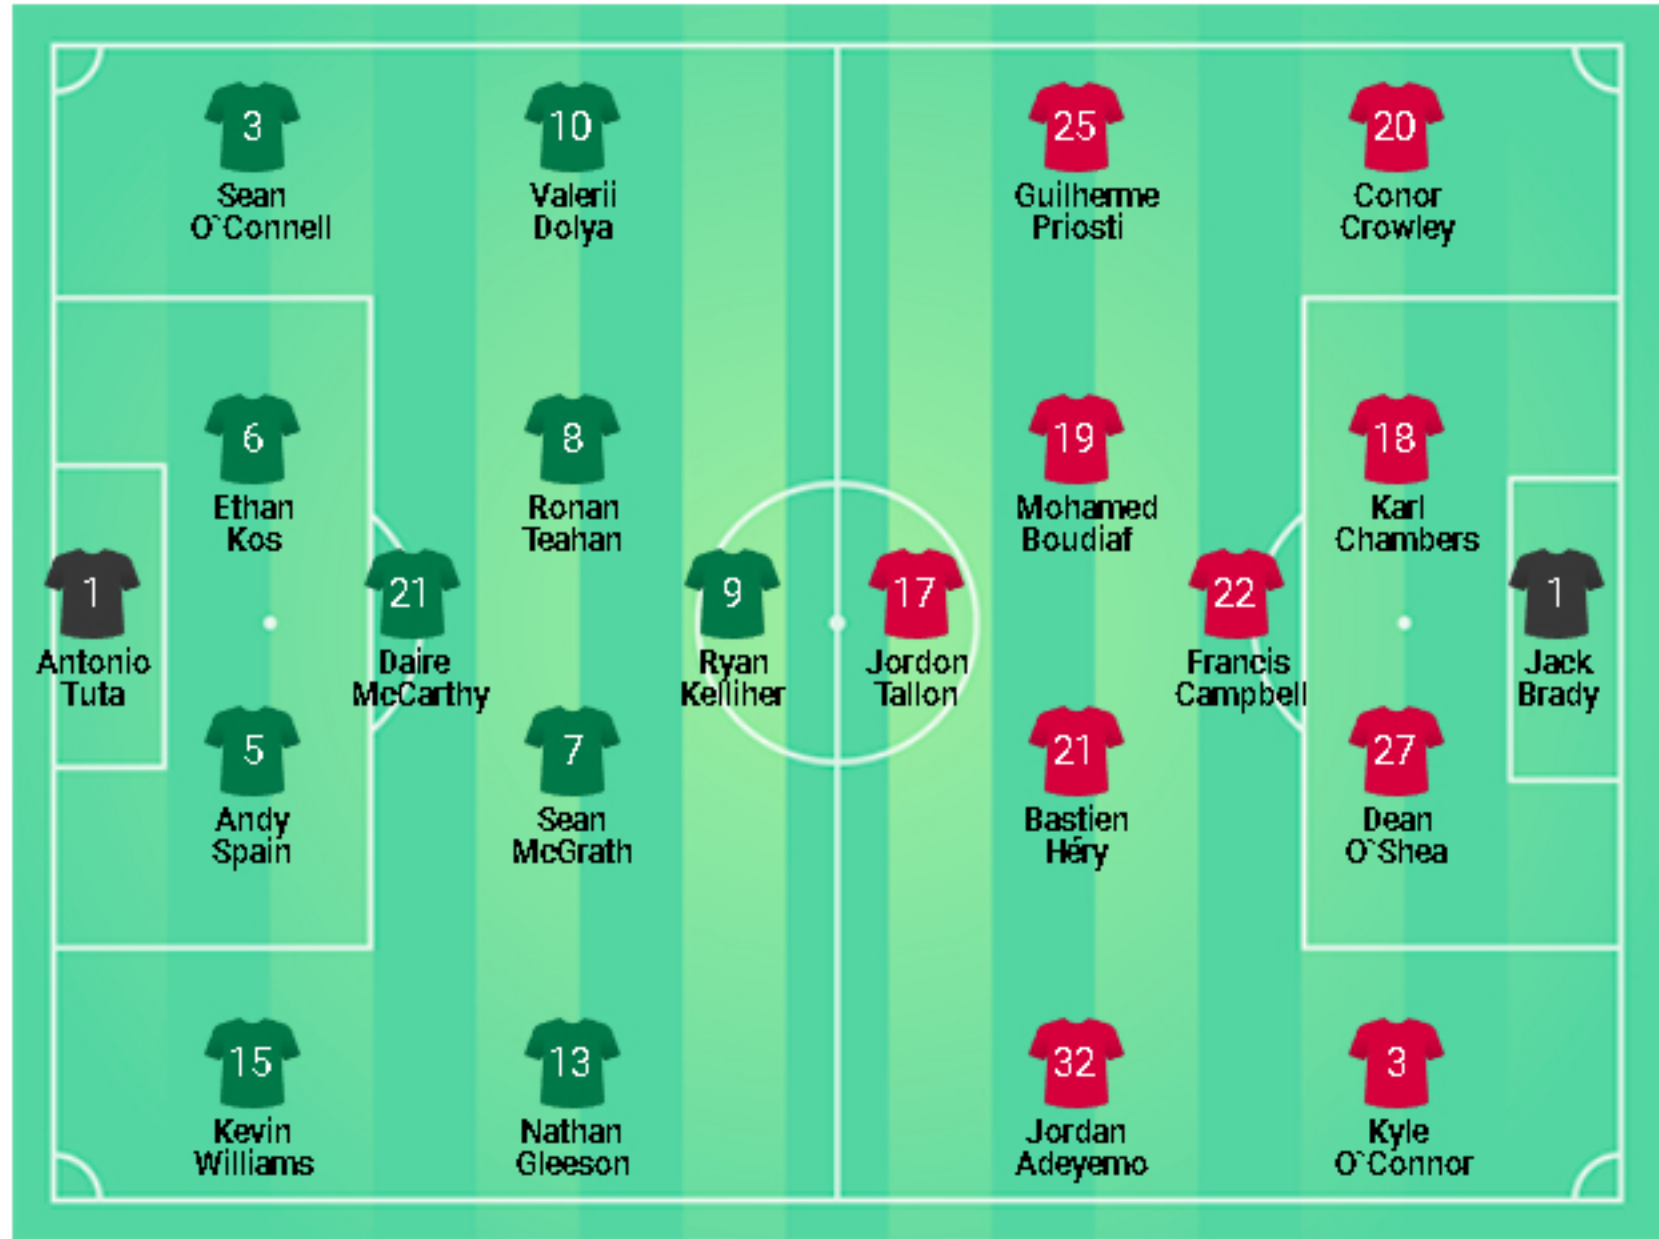 3
Sean
O`Connell
10
Valerii
Dolya
25
Guilherme
Priosti
20
Conor
Crowley
6
Ethan
Kos
8
Ronan
Teahan
19
Mohamed
Boudiaf
18
Karl
Chambers
1
Antonio
Tuta
21
Daire
McCarthy
9
Ryan
Kelliher
17
Jordon
Tallon
22
Francis
Campbell
1
Jack
Brady
5
Andy
Spain
7
Sean
McGrath
21
Bastien
Héry
27
Dean
O`Shea
15
Kevin
Williams
13
Nathan
Gleeson
32
Jordan
Adeyemo
3
Kyle
O`Connor